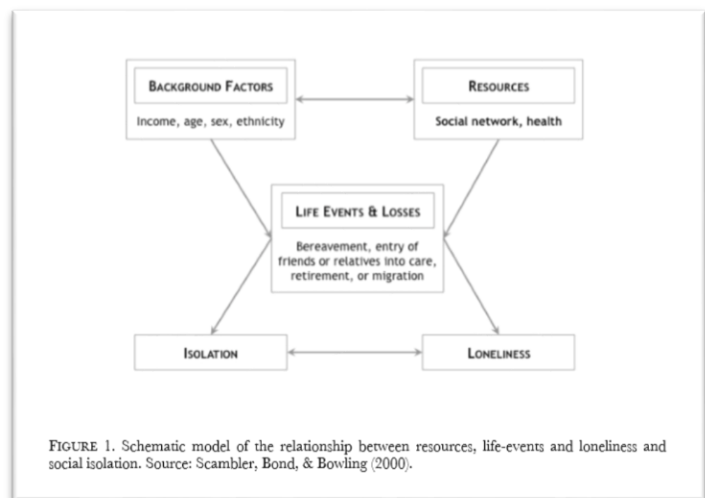 BACKGROUND FACTORS
Income, age, sex, ethnicity
RESOURCES
Social network, health
LIFE EVENTS & LOSSES
Bereavement, entry of
friends or relatives into care,
retirement, or migration
ISOLATION
LONELINESS
FIGURE 1. Schematic model of the relationship between resources, life-events and loneliness and
social isolation. Source: Scambler, Bond, & Bowling (2000).